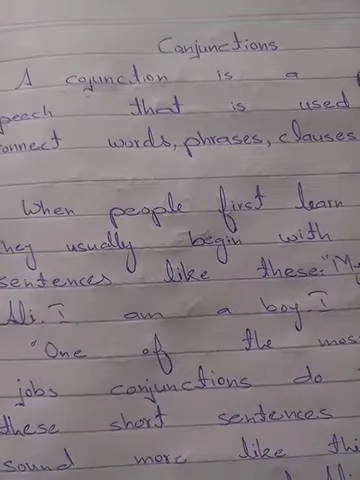 Conjunctions
A cojunction is a
peech that is used
onnect words, phrases, clauses
When people first learn
hey usually begin with
sentences like these:"My
Ali. I am a boy. I
"One of the mos
jobs conjunctions do
these short sentences
sound more like thi